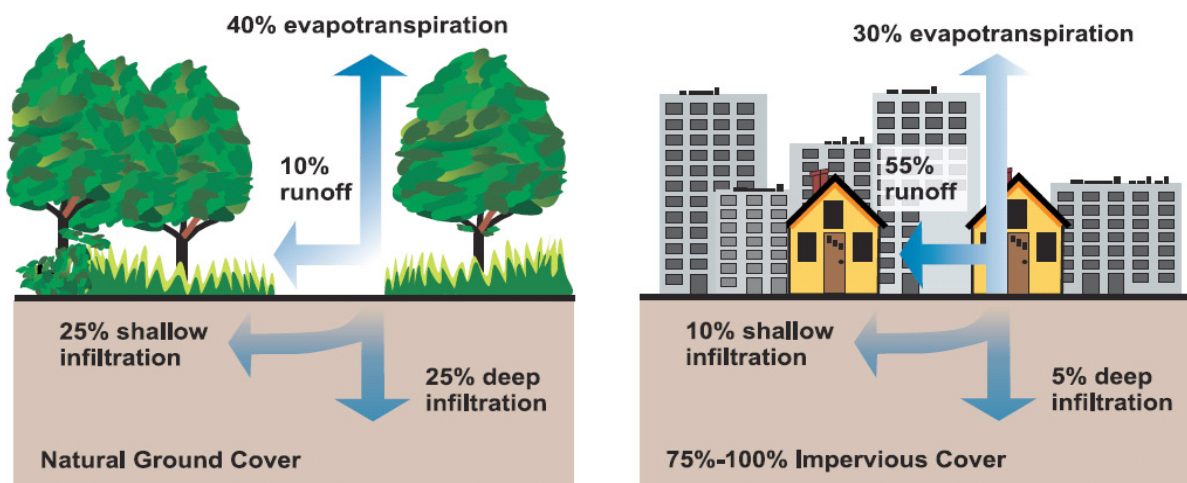 40% evapotranspiration
10%
runoff
25% shallow
infiltration
25% deep
infiltration
Natural Ground Cover
30% evapotranspiration
55%
runoff
10% shallow
infiltration
5% deep
infiltration
75%-100% Impervious Cover